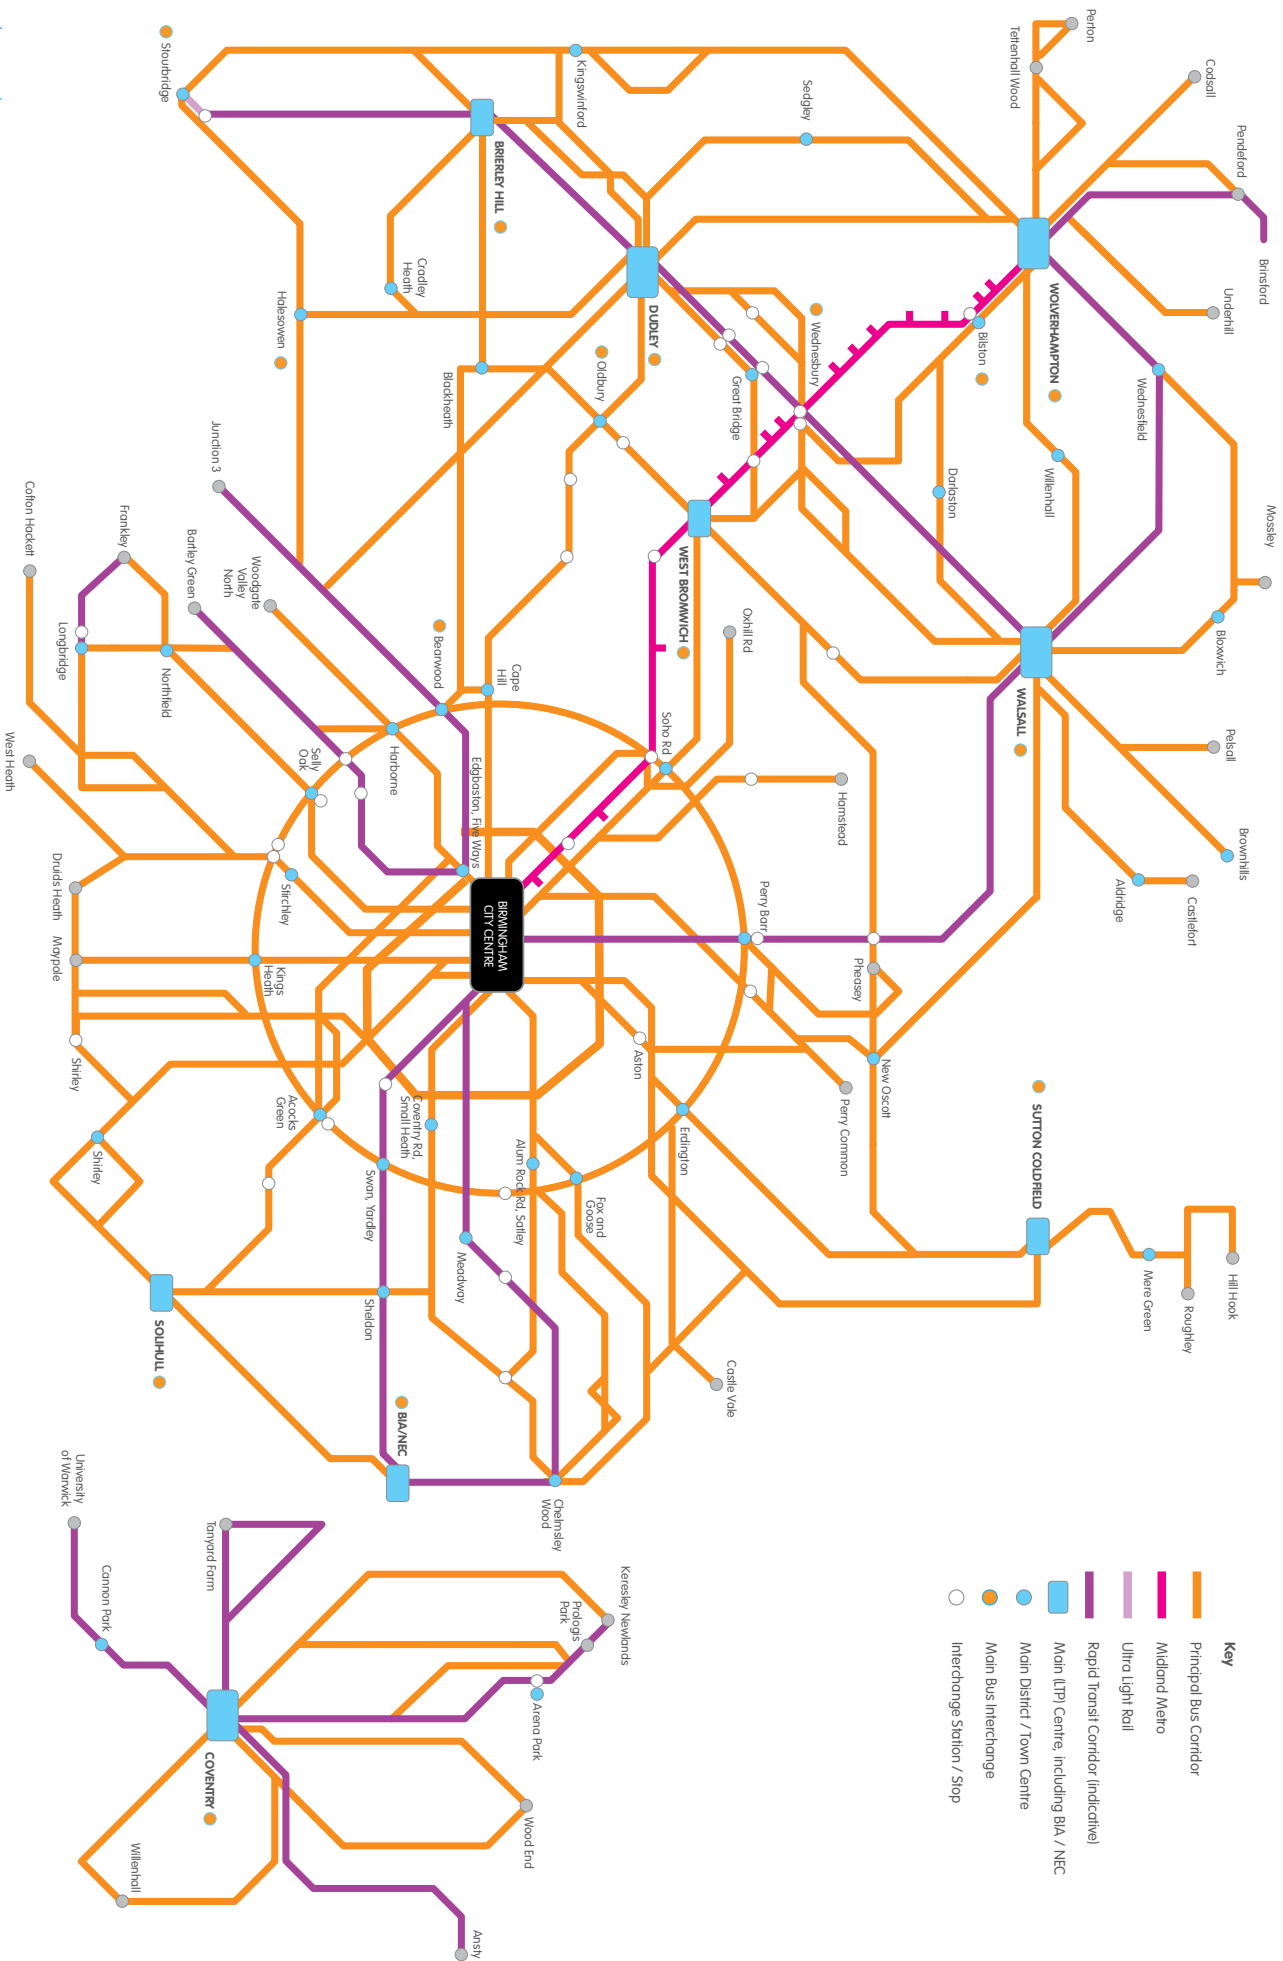 Perton
Tettenhall Wood
Codsall
Pendeford
Brinsford
Underhill
WOLVERHAMPTON
Wednesfield
Mossley
Bloxwich
Willenhall
Darlaston
Bilston
Sedgley
Kingswinford
Stourbridge
BRIERLEY HILL
Cradley
Heath
Halesowen
DUDLEY
Wednesbury
Great Bridge
Oldbury
Blackheath
WEST BROMWICH
WALSALL
Pelsall
Brownhills
Aldridge
Castlefort
Oxhill Rd
Soho Rd
Hamstead
Perry Barr
Pheasey
New Oscott
Perry Common
SUTTON COLDFIELD
Hill Hook
Mere Green
Roughley
Junction 3
Bartley Green
Woodgate
Valley
North
Frankley
Cofton Hackett
Longbridge
Northfield
West Heath
Bearwood
Cape
Hill
Harborne
Selly
Oak
Edgbaston, Five Ways
Stirchley
Druids Heath
Maypole
Kings
Heath
BIRMINGHAM
CITY CENTRE
Aston
Erdington
Shirley
Shirley
Acocks
Green
Coventry Rd,
Small Heath
Swan, Yardley
Alum Rock Rd, Satley
Fox and
Goose
Meadway
Sheldon
Castle Vale
SOLIHULL
BIA/NEC
Chelmsley
Wood
University
of Warwick
Cannon Park
Tanyard Farm
Keresley Newlands
Prologis
Park
Arena Park
COVENTRY
Wood End
Willenhall
Ansty
Key
Principal Bus Corridor
Midland Metro
Ultra Light Rail
Rapid Transit Corridor (indicative)
Main (LTP) Centre, including BIA / NEC
Main District / Town Centre
Main Bus Interchange
Interchange Station / Stop